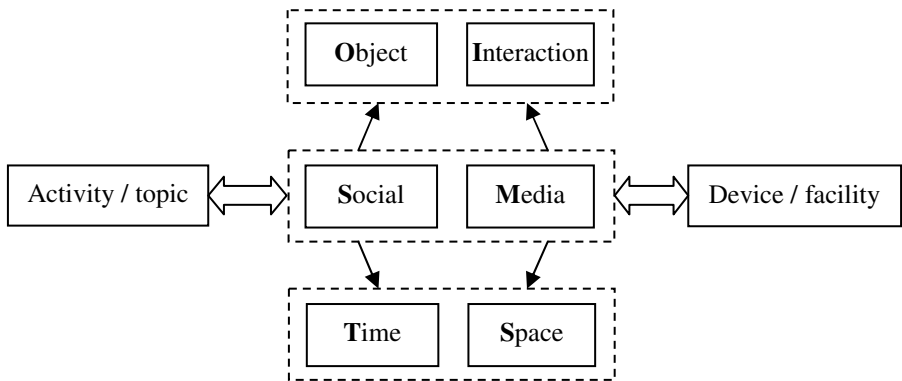 Object Interaction
Activity / topic Social Media Device / facility
Time Space